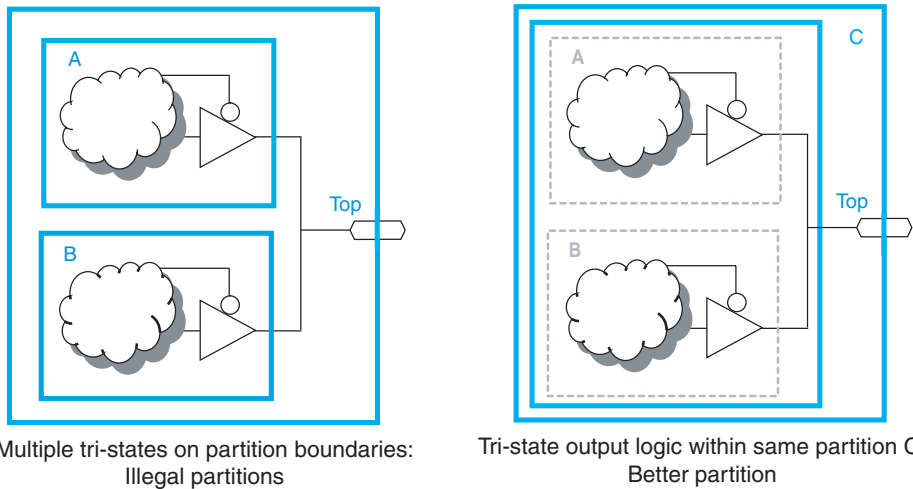 A
B
Top
Multiple tri-states on partition boundaries:
Illegal partitions
C
A
B
Top
Tri-state output logic within same partition C
Better partition